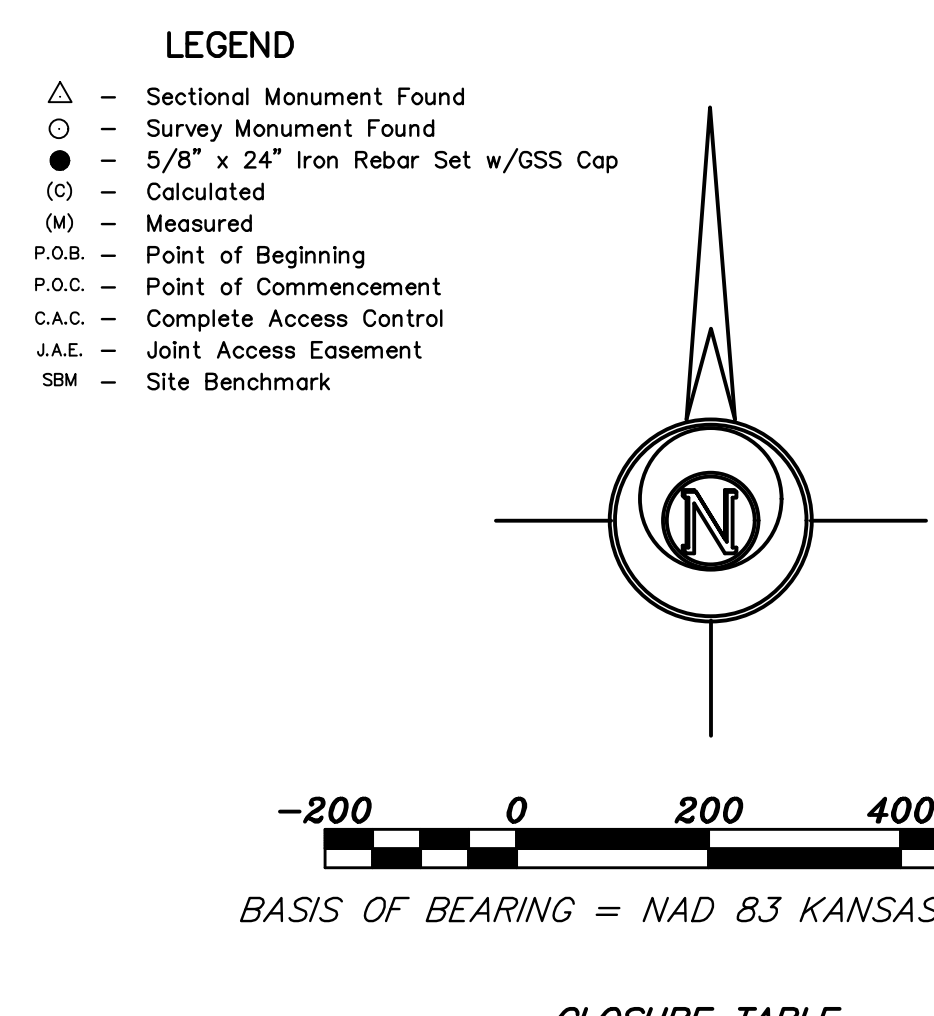 LEGEND
– Sectional Monument Found
– Survey Monument Found
– 5/8" x 24" Iron Rebar Set w/GSS Cap
(C) – Calculated
(M) – Measured
P.O.B. – Point of Beginning
P.O.C. – Point of Commencement
C.A.C. – Complete Access Control
J.A.E. – Joint Access Easement
SBM – Site Benchmark
N
–200 0 200 400
BASIS OF BEARING = NAD 83 KANSAS
CLOSURE TABLE